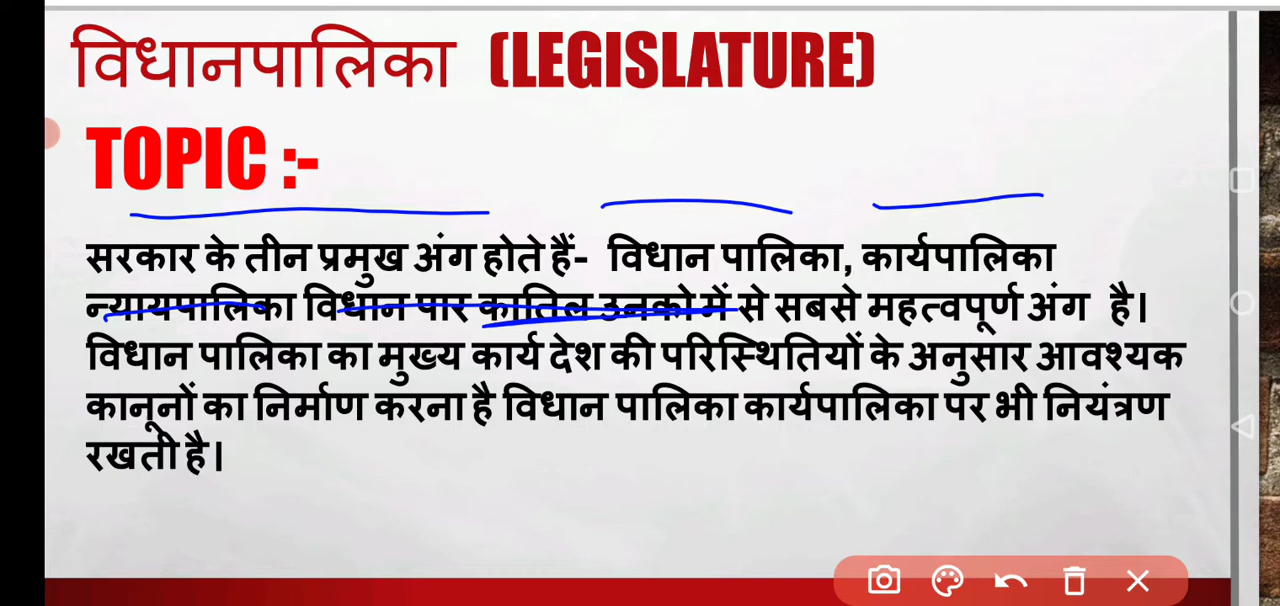 विधानपालिका (LEGISLATURE)
TOPIC :-
सरकार के तीन प्रमुख अंग होते हैं- विधान पालिका, कार्यपालिका
न्यायपालिका विधान पार कातिल उनको में से सबसे महत्वपूर्ण अंग है।
विधान पालिका का मुख्य कार्य देश की परिस्थितियों के अनुसार आवश्यक
कानूनों का निर्माण करना है विधान पालिका कार्यपालिका पर भी नियंत्रण
रखती है।